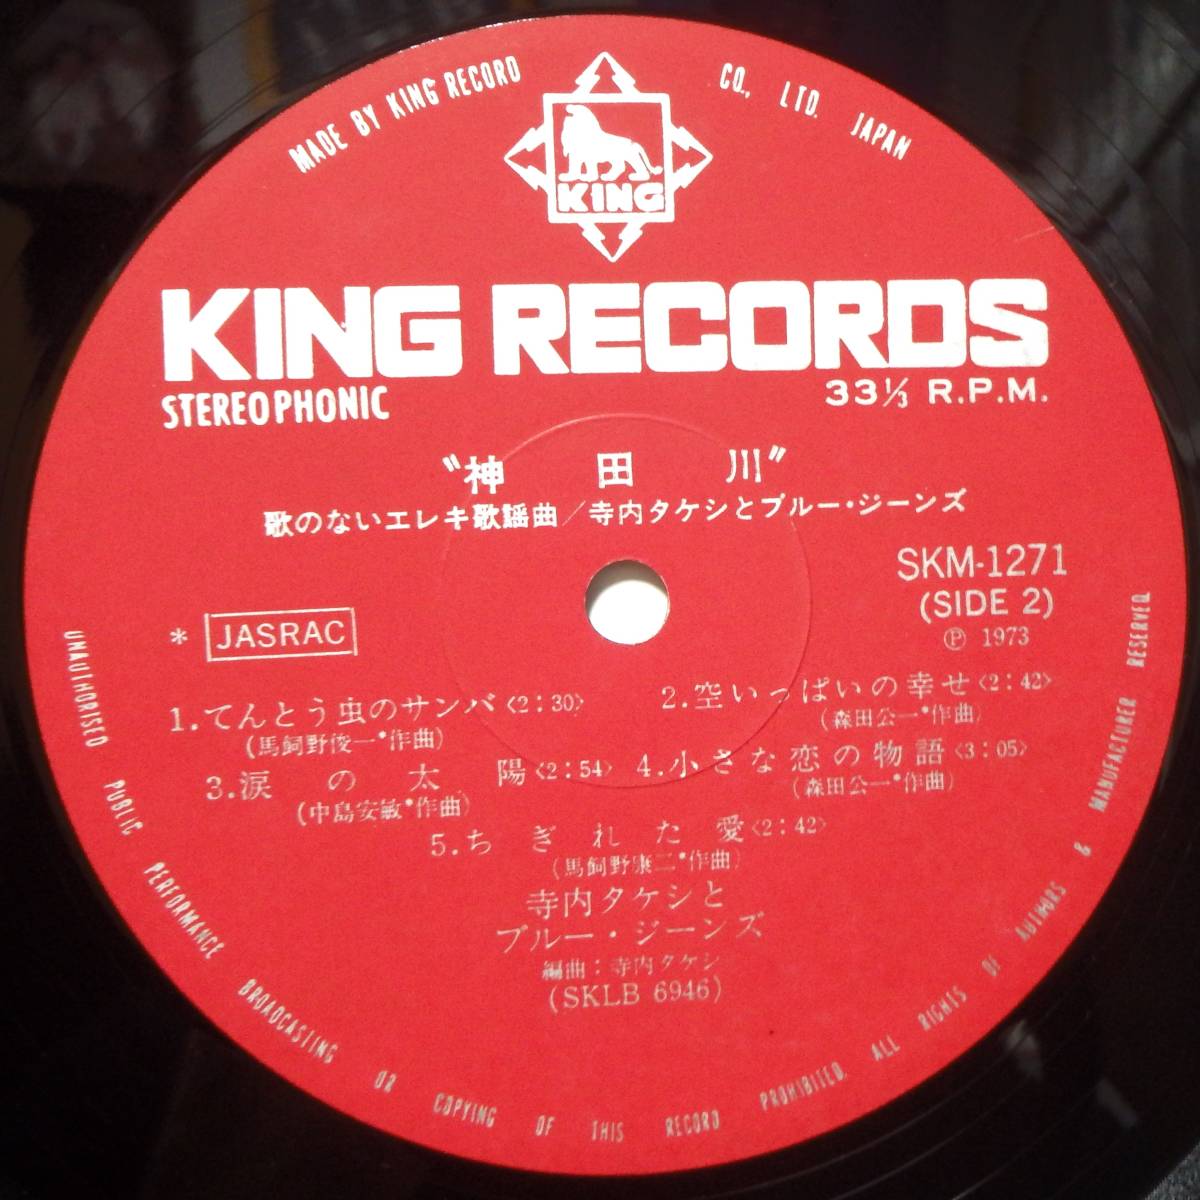 MADE BY KING RECORD CO., LTD. JAPAN
KING
KING RECORDS
STEREOPHONIC
33⅓ R.P.M.
"神田川"
歌のないエレキ歌謡曲／寺内タケシとブルー・ジーンズ
SKM-1271
(SIDE 2)
Ⓟ 1973
* JASRAC
1.てんとう虫のサンバ<2:30>
(馬飼野俊一*作曲)
2.空いっぱいの幸せ<2:42>
(森田公一*作曲)
3.涙の太陽<2:54>
(中島安敏*作曲)
4.小さな恋の物語<3:05>
(森田公一*作曲)
5.ちぎれた愛<2:42>
(馬飼野康二*作曲)
寺内タケシと
ブルー・ジーンズ
編曲：寺内タケシ
(SKLB 6946)
UNAUTHORISED PUBLIC PERFORMANCE BROADCASTING OR COPYING OF THIS RECORD PROHIBITED. ALL RIGHTS OF AUTHORS & MANUFACTURER RESERVED.